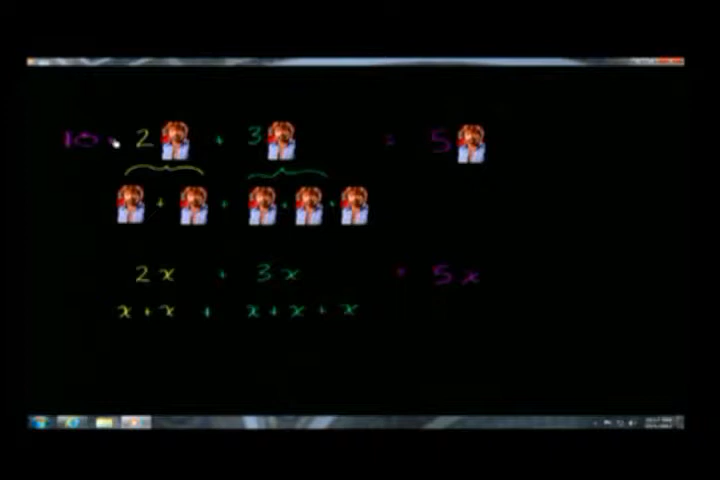 10 · 2 + 3 = 5
+ + + +
2x + 3x = 5x
x + x + x + x + x